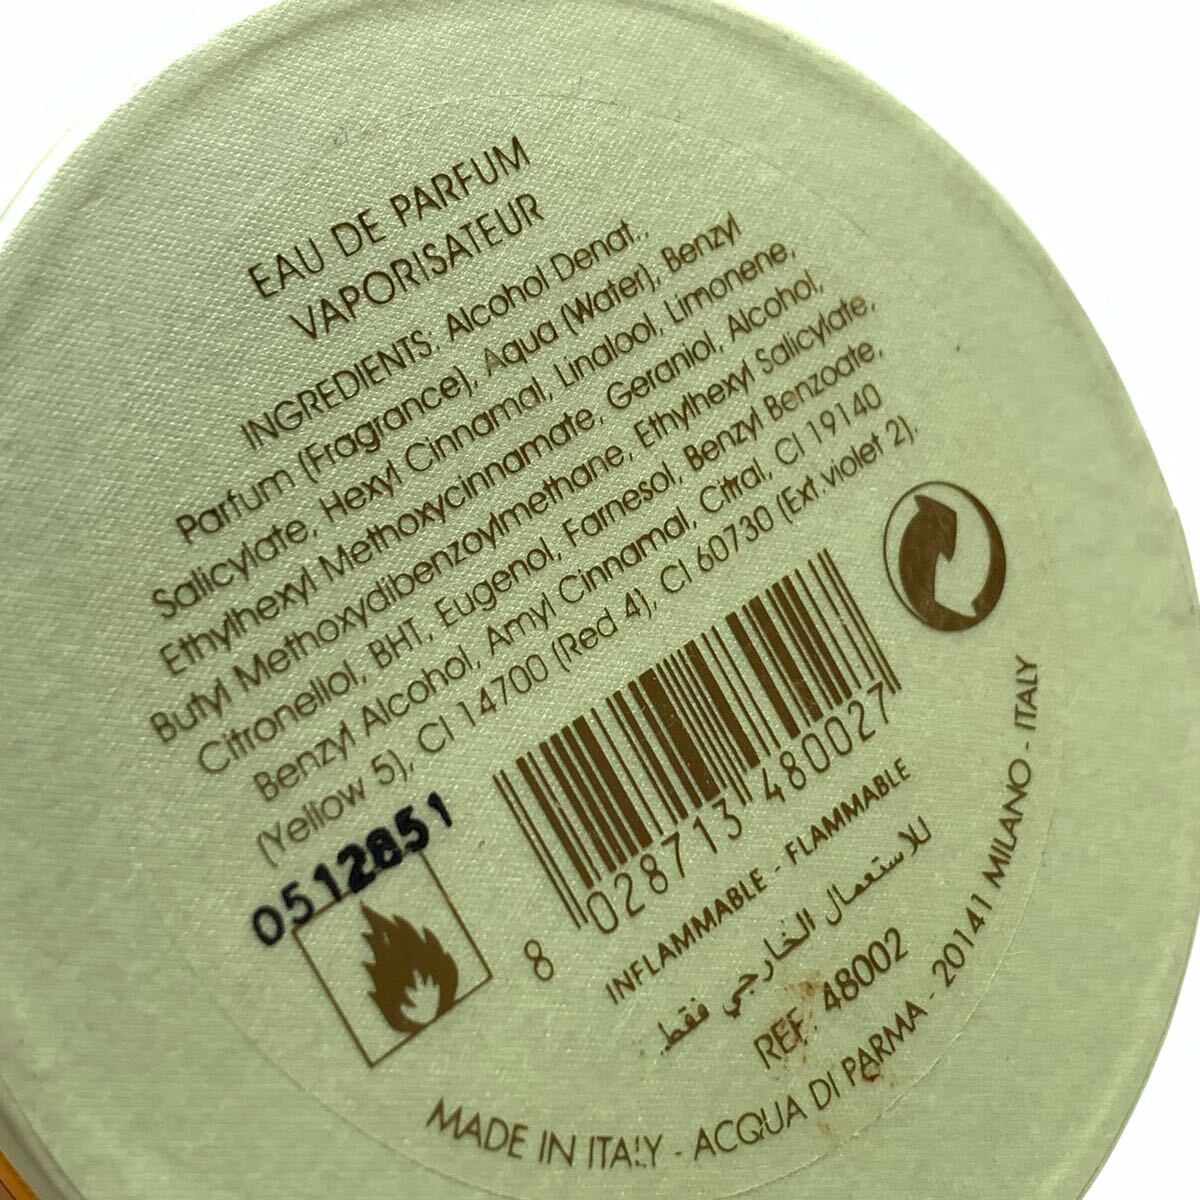 EAU DE PARFUM
VAPORISATEUR
INGREDIENTS: Alcohol Denat.,
Parfum (Fragrance), Aqua (Water), Benzyl
Salicylate, Hexyl Cinnamal, Linalool, Limonene,
Ethylhexyl Methoxycinnamate, Geraniol, Alcohol,
Butyl Methoxydibenzoylmethane, Ethylhexyl Salicylate,
Citronellol, BHT, Eugenol, Farnesol, Benzyl Benzoate,
Benzyl Alcohol, Amyl Cinnamal, Citral, CI 19140
(Yellow 5), CI 14700 (Red 4), CI 60730 (Ext. violet 2).
0512851
8 028713 480027
INFLAMMABLE - FLAMMABLE
للاستعمال الخارجي فقط.
REF. 48002
MADE IN ITALY - ACQUA DI PARMA - 20141 MILANO - ITALY